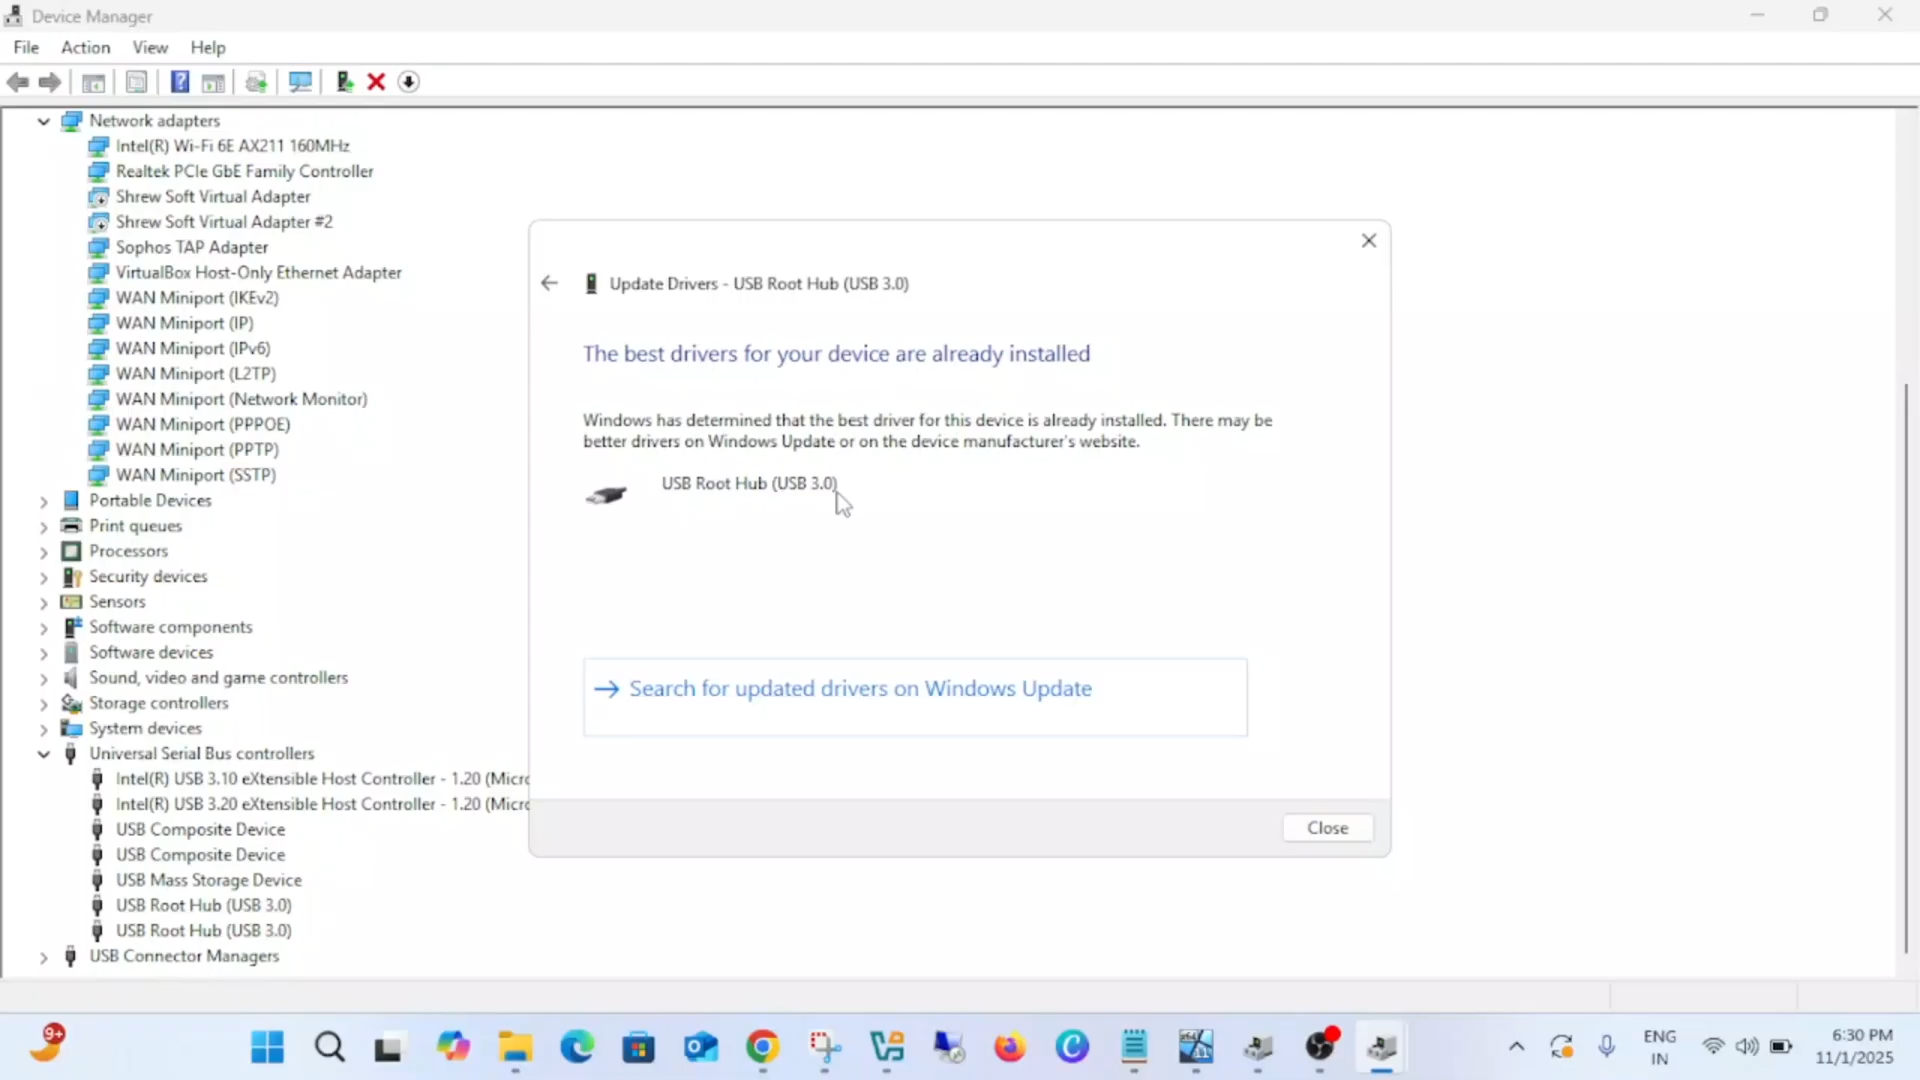 Device Manager
File Action View Help
Network adapters
Intel(R) Wi-Fi 6E AX211 160MHz
Realtek PCIe GbE Family Controller
Shrew Soft Virtual Adapter
Shrew Soft Virtual Adapter #2
Sophos TAP Adapter
VirtualBox Host-Only Ethernet Adapter
WAN Miniport (IKEv2)
WAN Miniport (IP)
WAN Miniport (IPv6)
WAN Miniport (L2TP)
WAN Miniport (Network Monitor)
WAN Miniport (PPPOE)
WAN Miniport (PPTP)
WAN Miniport (SSTP)
Portable Devices
Print queues
Processors
Security devices
Sensors
Software components
Software devices
Sound, video and game controllers
Storage controllers
System devices
Universal Serial Bus controllers
Intel(R) USB 3.10 eXtensible Host Controller - 1.20 (Micro
Intel(R) USB 3.20 eXtensible Host Controller - 1.20 (Micro
USB Composite Device
USB Composite Device
USB Mass Storage Device
USB Root Hub (USB 3.0)
USB Root Hub (USB 3.0)
USB Connector Managers
Update Drivers - USB Root Hub (USB 3.0)
The best drivers for your device are already installed
Windows has determined that the best driver for this device is already installed. There may be
better drivers on Windows Update or on the device manufacturer's website.
USB Root Hub (USB 3.0)
Search for updated drivers on Windows Update
Close
9+
ENG
IN
6:30 PM
11/1/2025